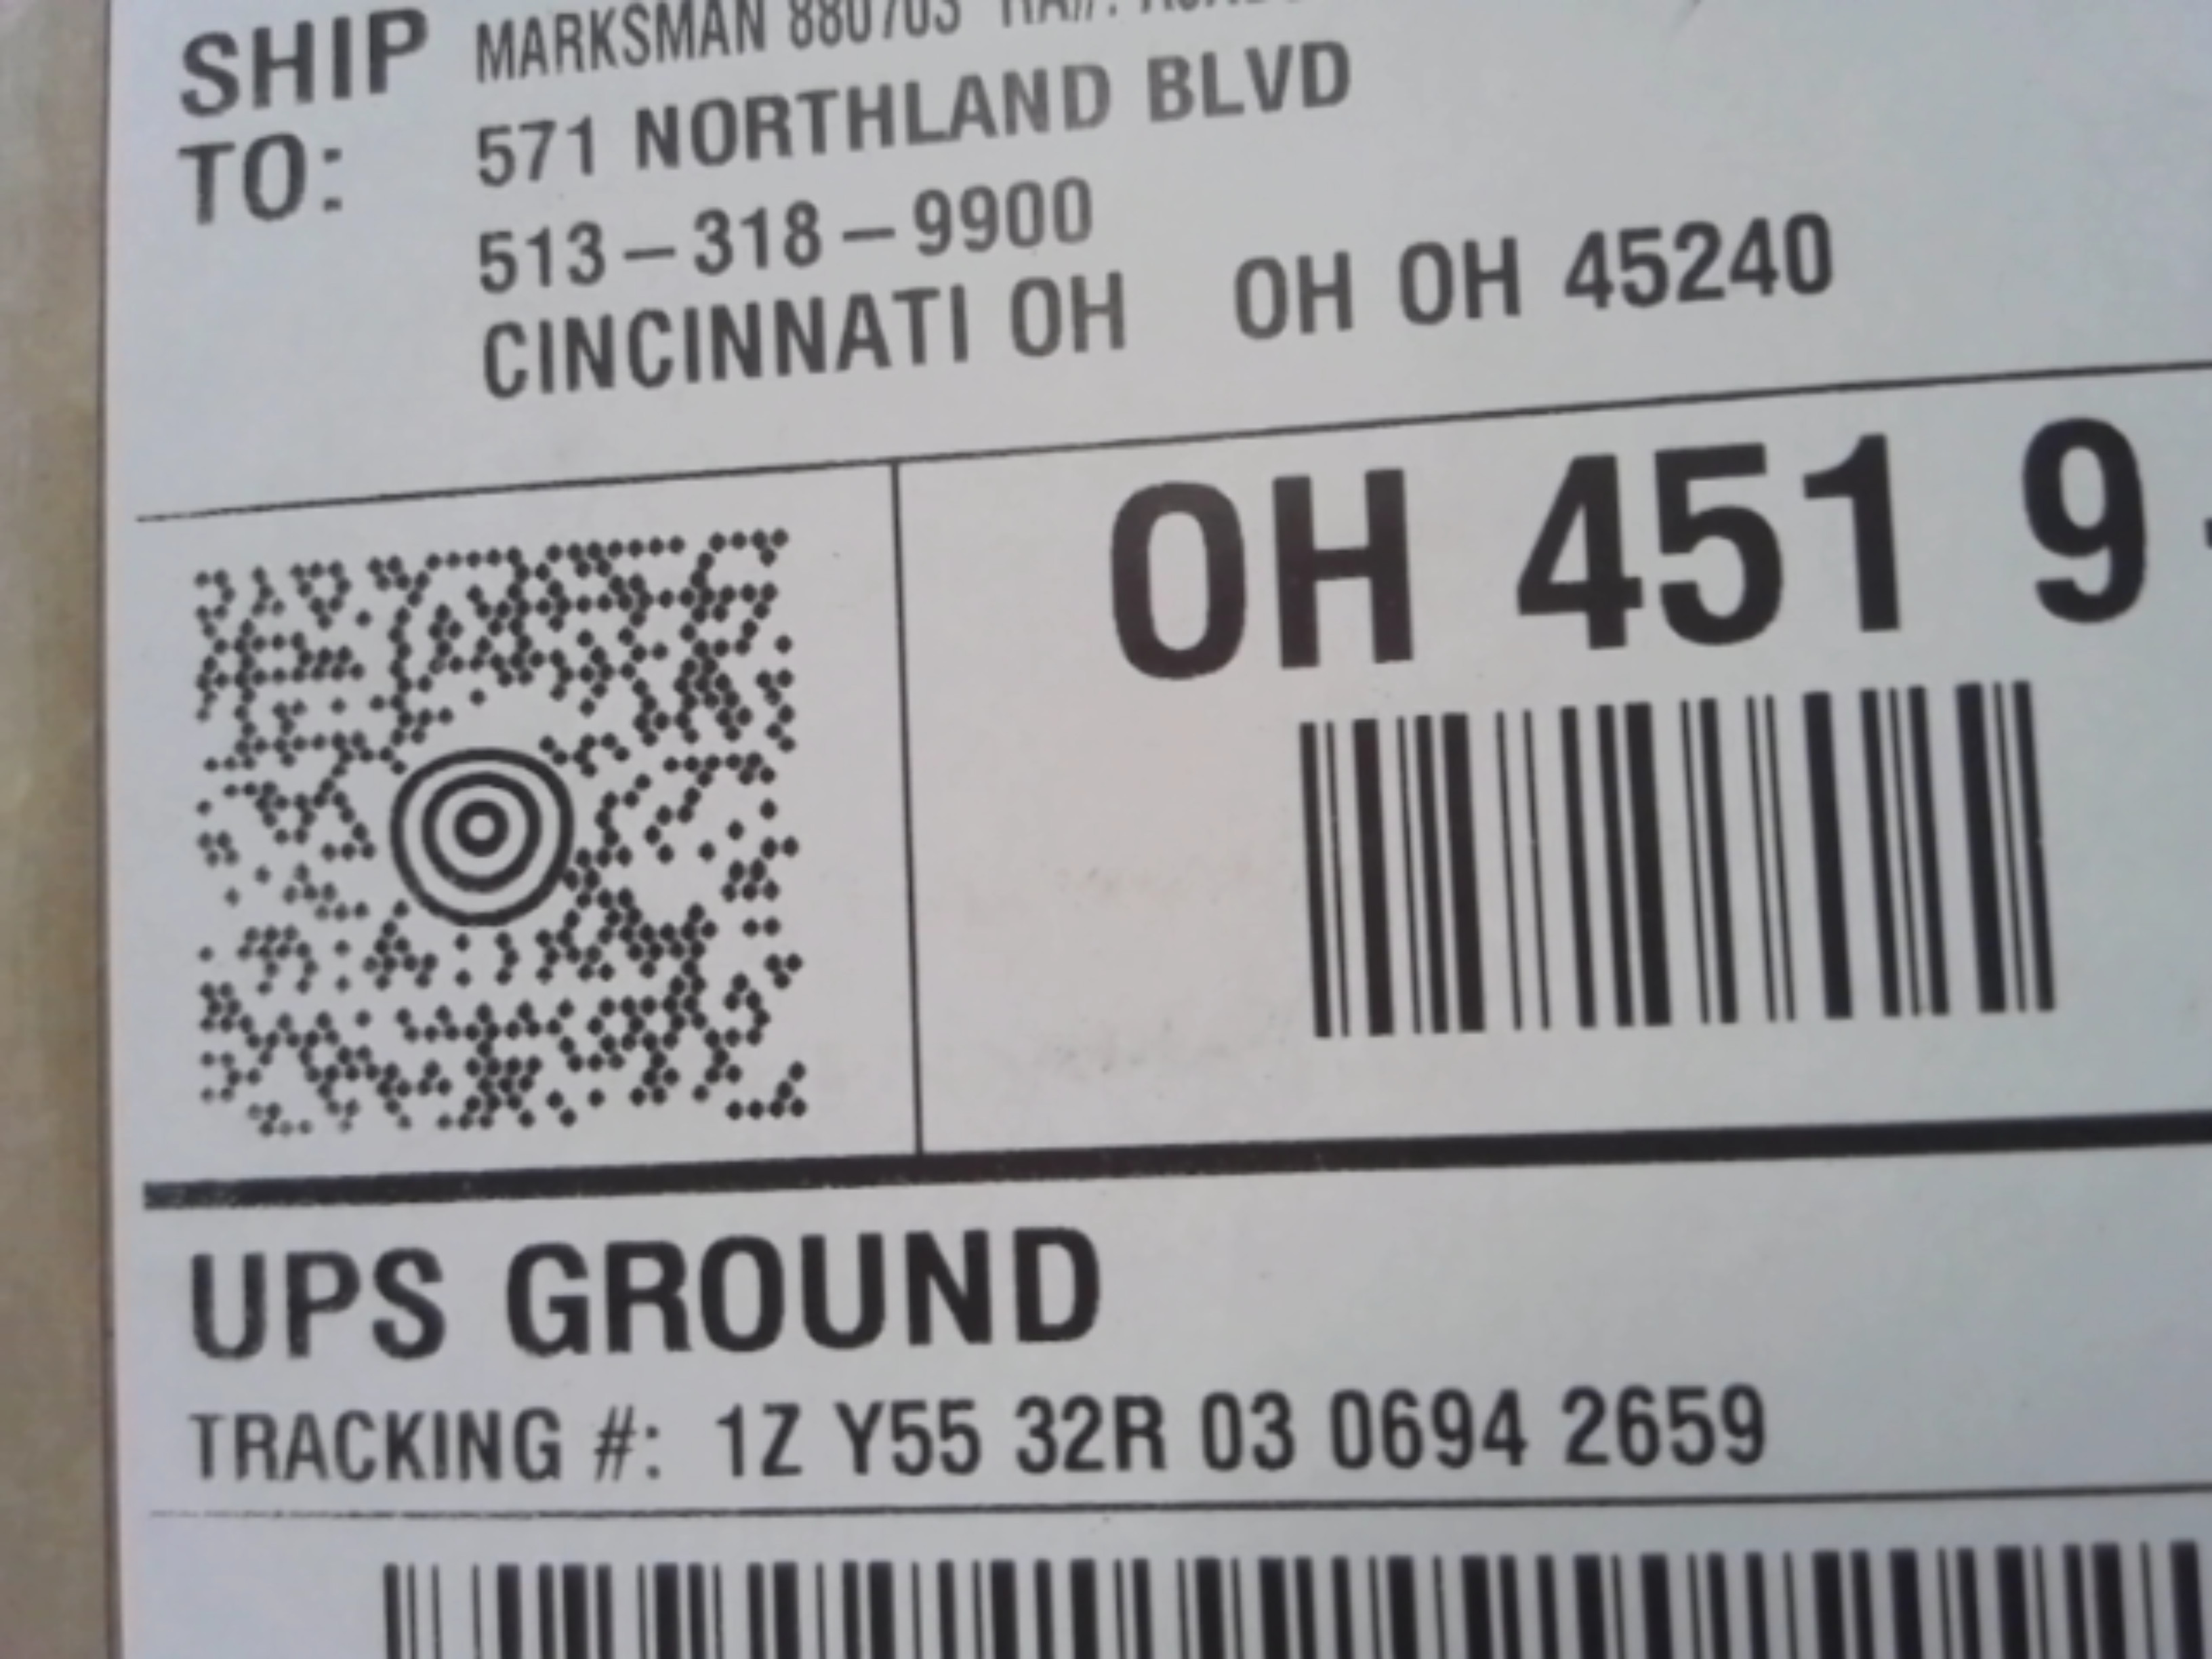 SHIP TO: MARKSMAN 880703
571 NORTHLAND BLVD
513-318-9900
CINCINNATI OH OH OH 45240
OH 451 9
UPS GROUND
TRACKING #: 1Z Y55 32R 03 0694 2659